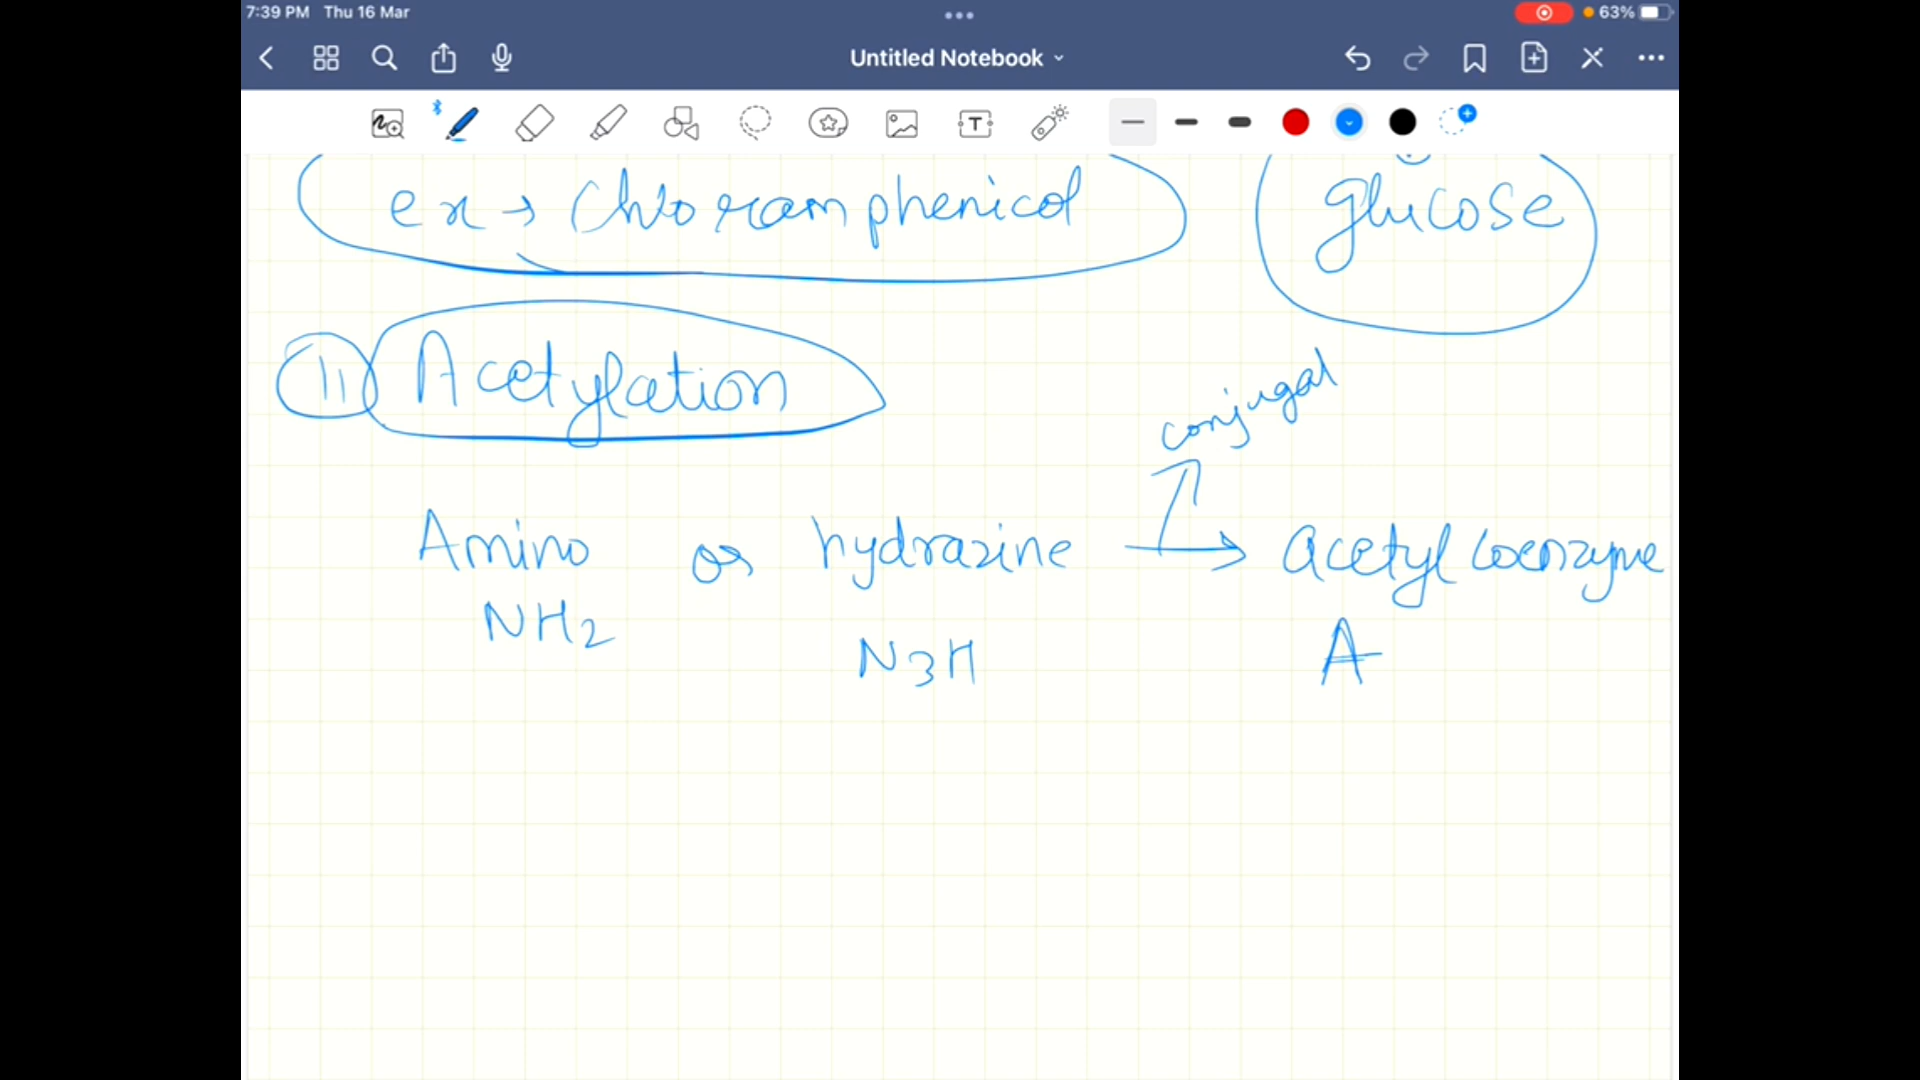 7:39 PM Thu 16 Mar
63%
Untitled Notebook
T
ex → Chloramphenicol
glucose
11 Acetylation
conjugat
Amino or hydrazine → acetyl coenzyme
NH2
N3H
A